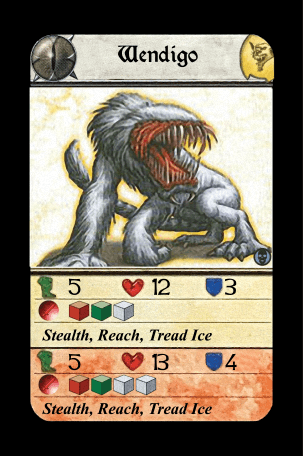 Wendigo
5 12 3
Stealth, Reach, Tread Ice
5 13 4
Stealth, Reach, Tread Ice